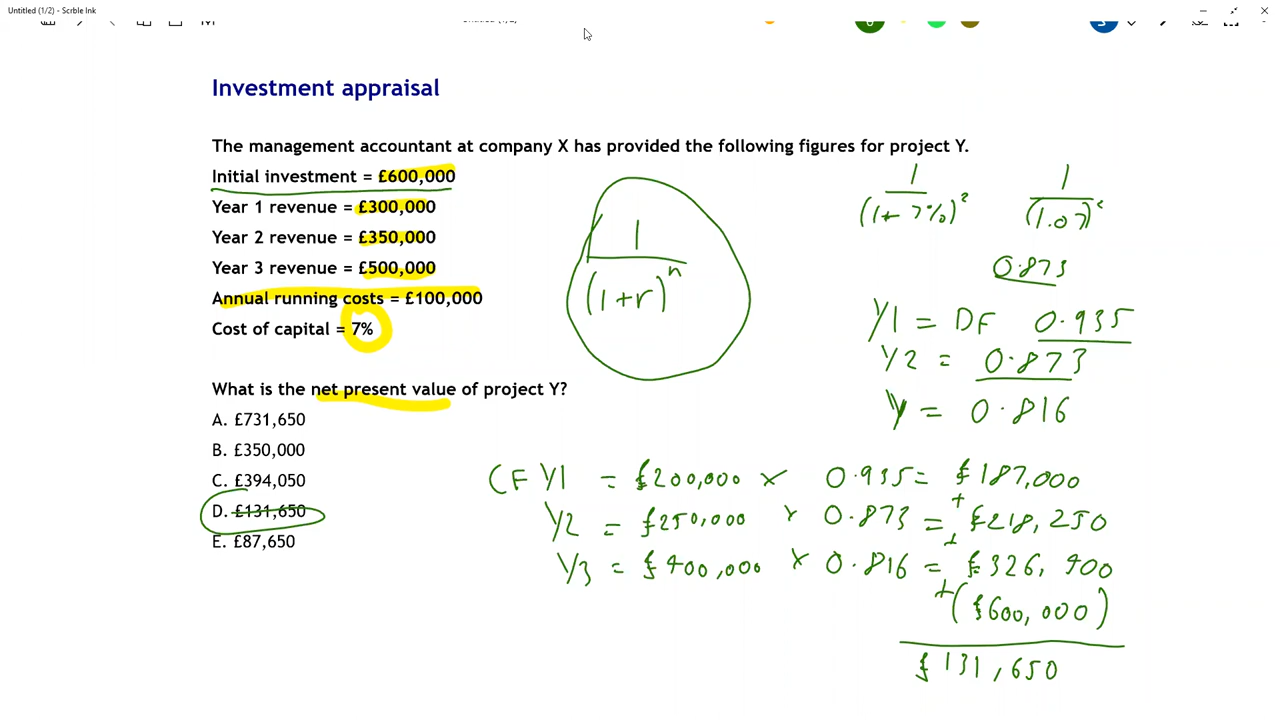 Untitled (1/2) - Scrble Ink
Investment appraisal
The management accountant at company X has provided the following figures for project Y.
Initial investment = £600,000
Year 1 revenue = £300,000
Year 2 revenue = £350,000
Year 3 revenue = £500,000
Annual running costs = £100,000
Cost of capital = 7%
What is the net present value of project Y?
A. £731,650
B. £350,000
C. £394,050
D. £131,650
E. £87,650
1
(1+r)^n
1
(1+7%)²
1
(1.07)²
0.873
Y1 = DF 0.935
Y2 = 0.873
Y = 0.816
CF Y1 = £200,000 × 0.935 = £187,000
+
Y2 = £250,000 × 0.873 = £218,250
+
Y3 = £400,000 × 0.816 = £326,400
+(£600,000)
£131,650